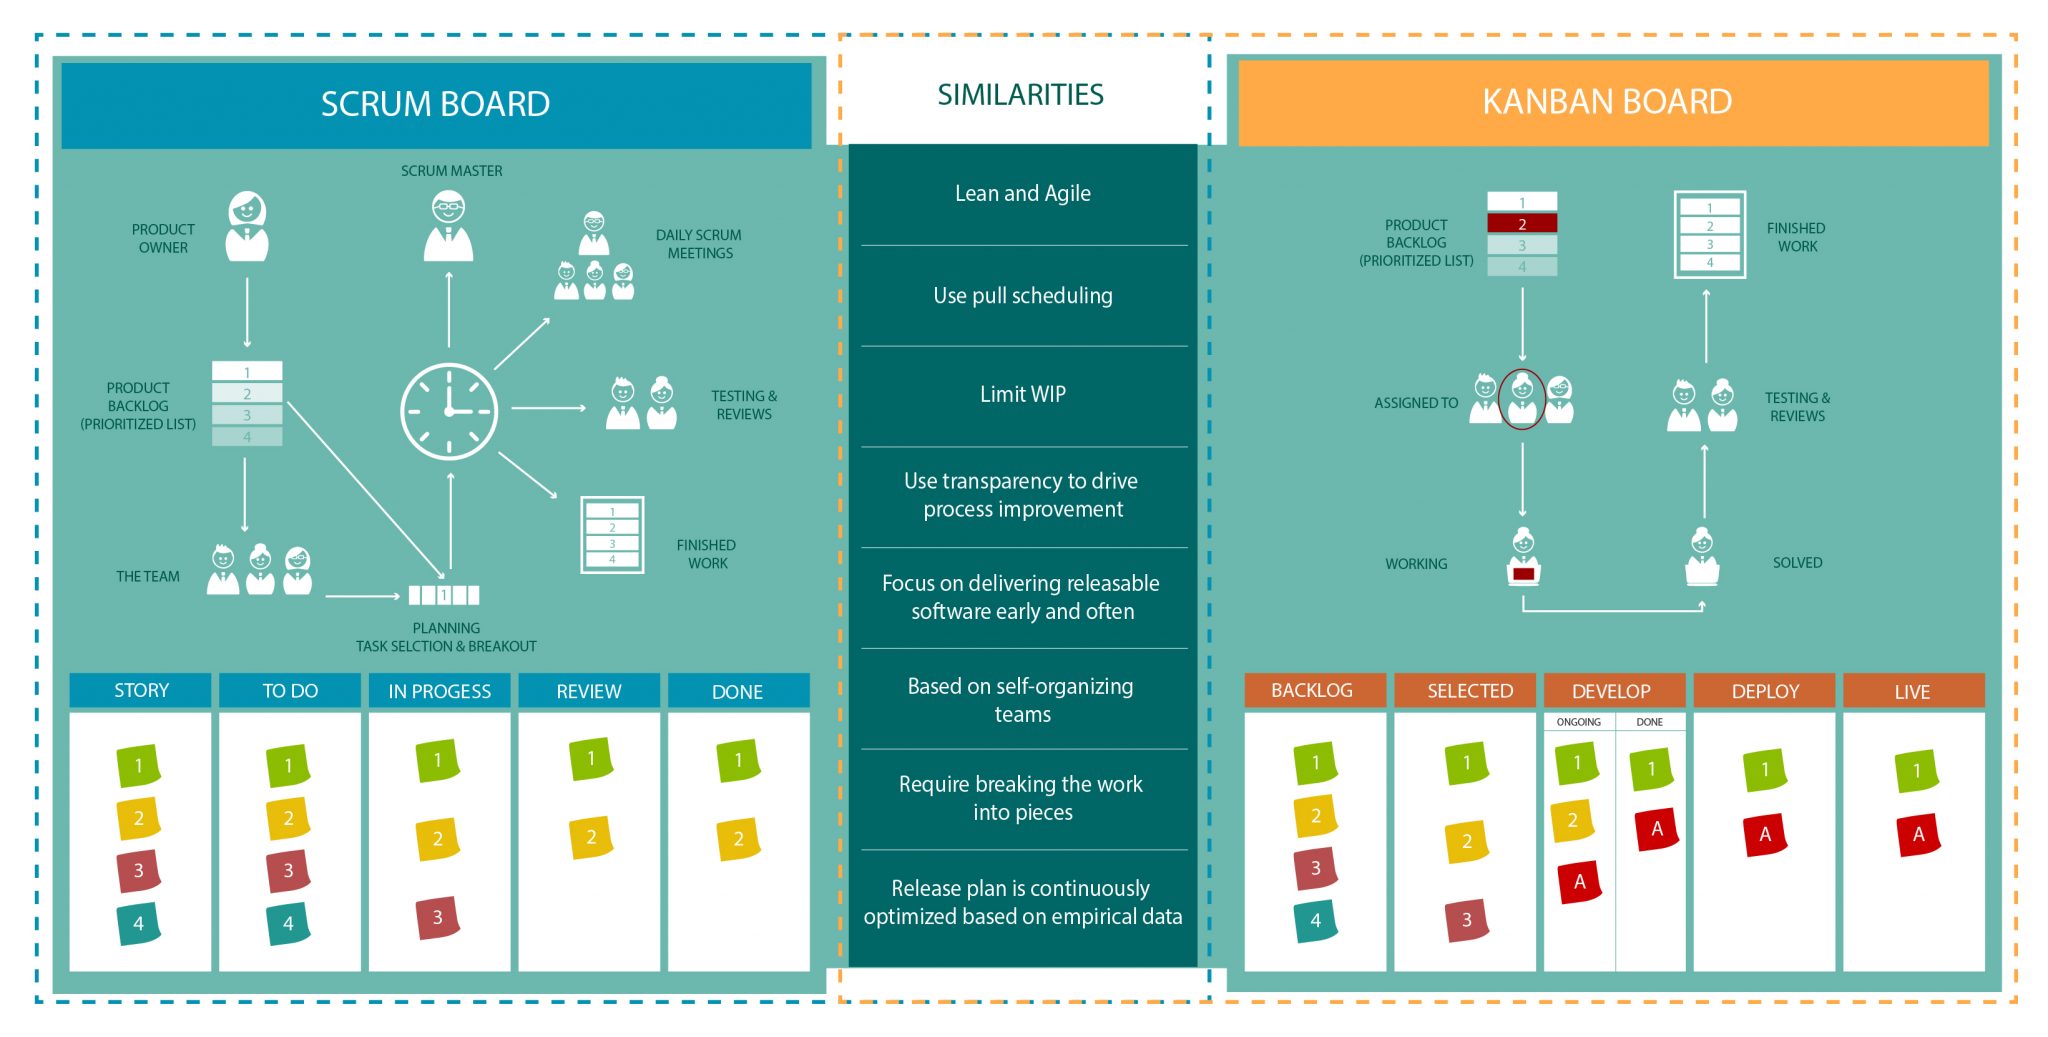 SCRUM BOARD
SCRUM MASTER
PRODUCT
OWNER
DAILY SCRUM
MEETINGS
PRODUCT
BACKLOG
(PRIORITIZED LIST)
1
2
3
4
TESTING &
REVIEWS
THE TEAM
1
PLANNING
TASK SELCTION & BREAKOUT
1
2
3
4
FINISHED
WORK
STORY
1
2
3
4
TO DO
1
2
3
4
IN PROGESS
1
2
3
REVIEW
1
2
DONE
1
2
SIMILARITIES
Lean and Agile
Use pull scheduling
Limit WIP
Use transparency to drive
process improvement
Focus on delivering releasable
software early and often
Based on self-organizing
teams
Require breaking the work
into pieces
Release plan is continuously
optimized based on empirical data
KANBAN BOARD
PRODUCT
BACKLOG
(PRIORITIZED LIST)
1
2
3
4
1
2
3
4
FINISHED
WORK
ASSIGNED TO
TESTING &
REVIEWS
WORKING
SOLVED
BACKLOG
1
2
3
4
SELECTED
1
2
3
DEVELOP
ONGOING
1
2
A
DONE
1
A
DEPLOY
1
A
LIVE
1
A